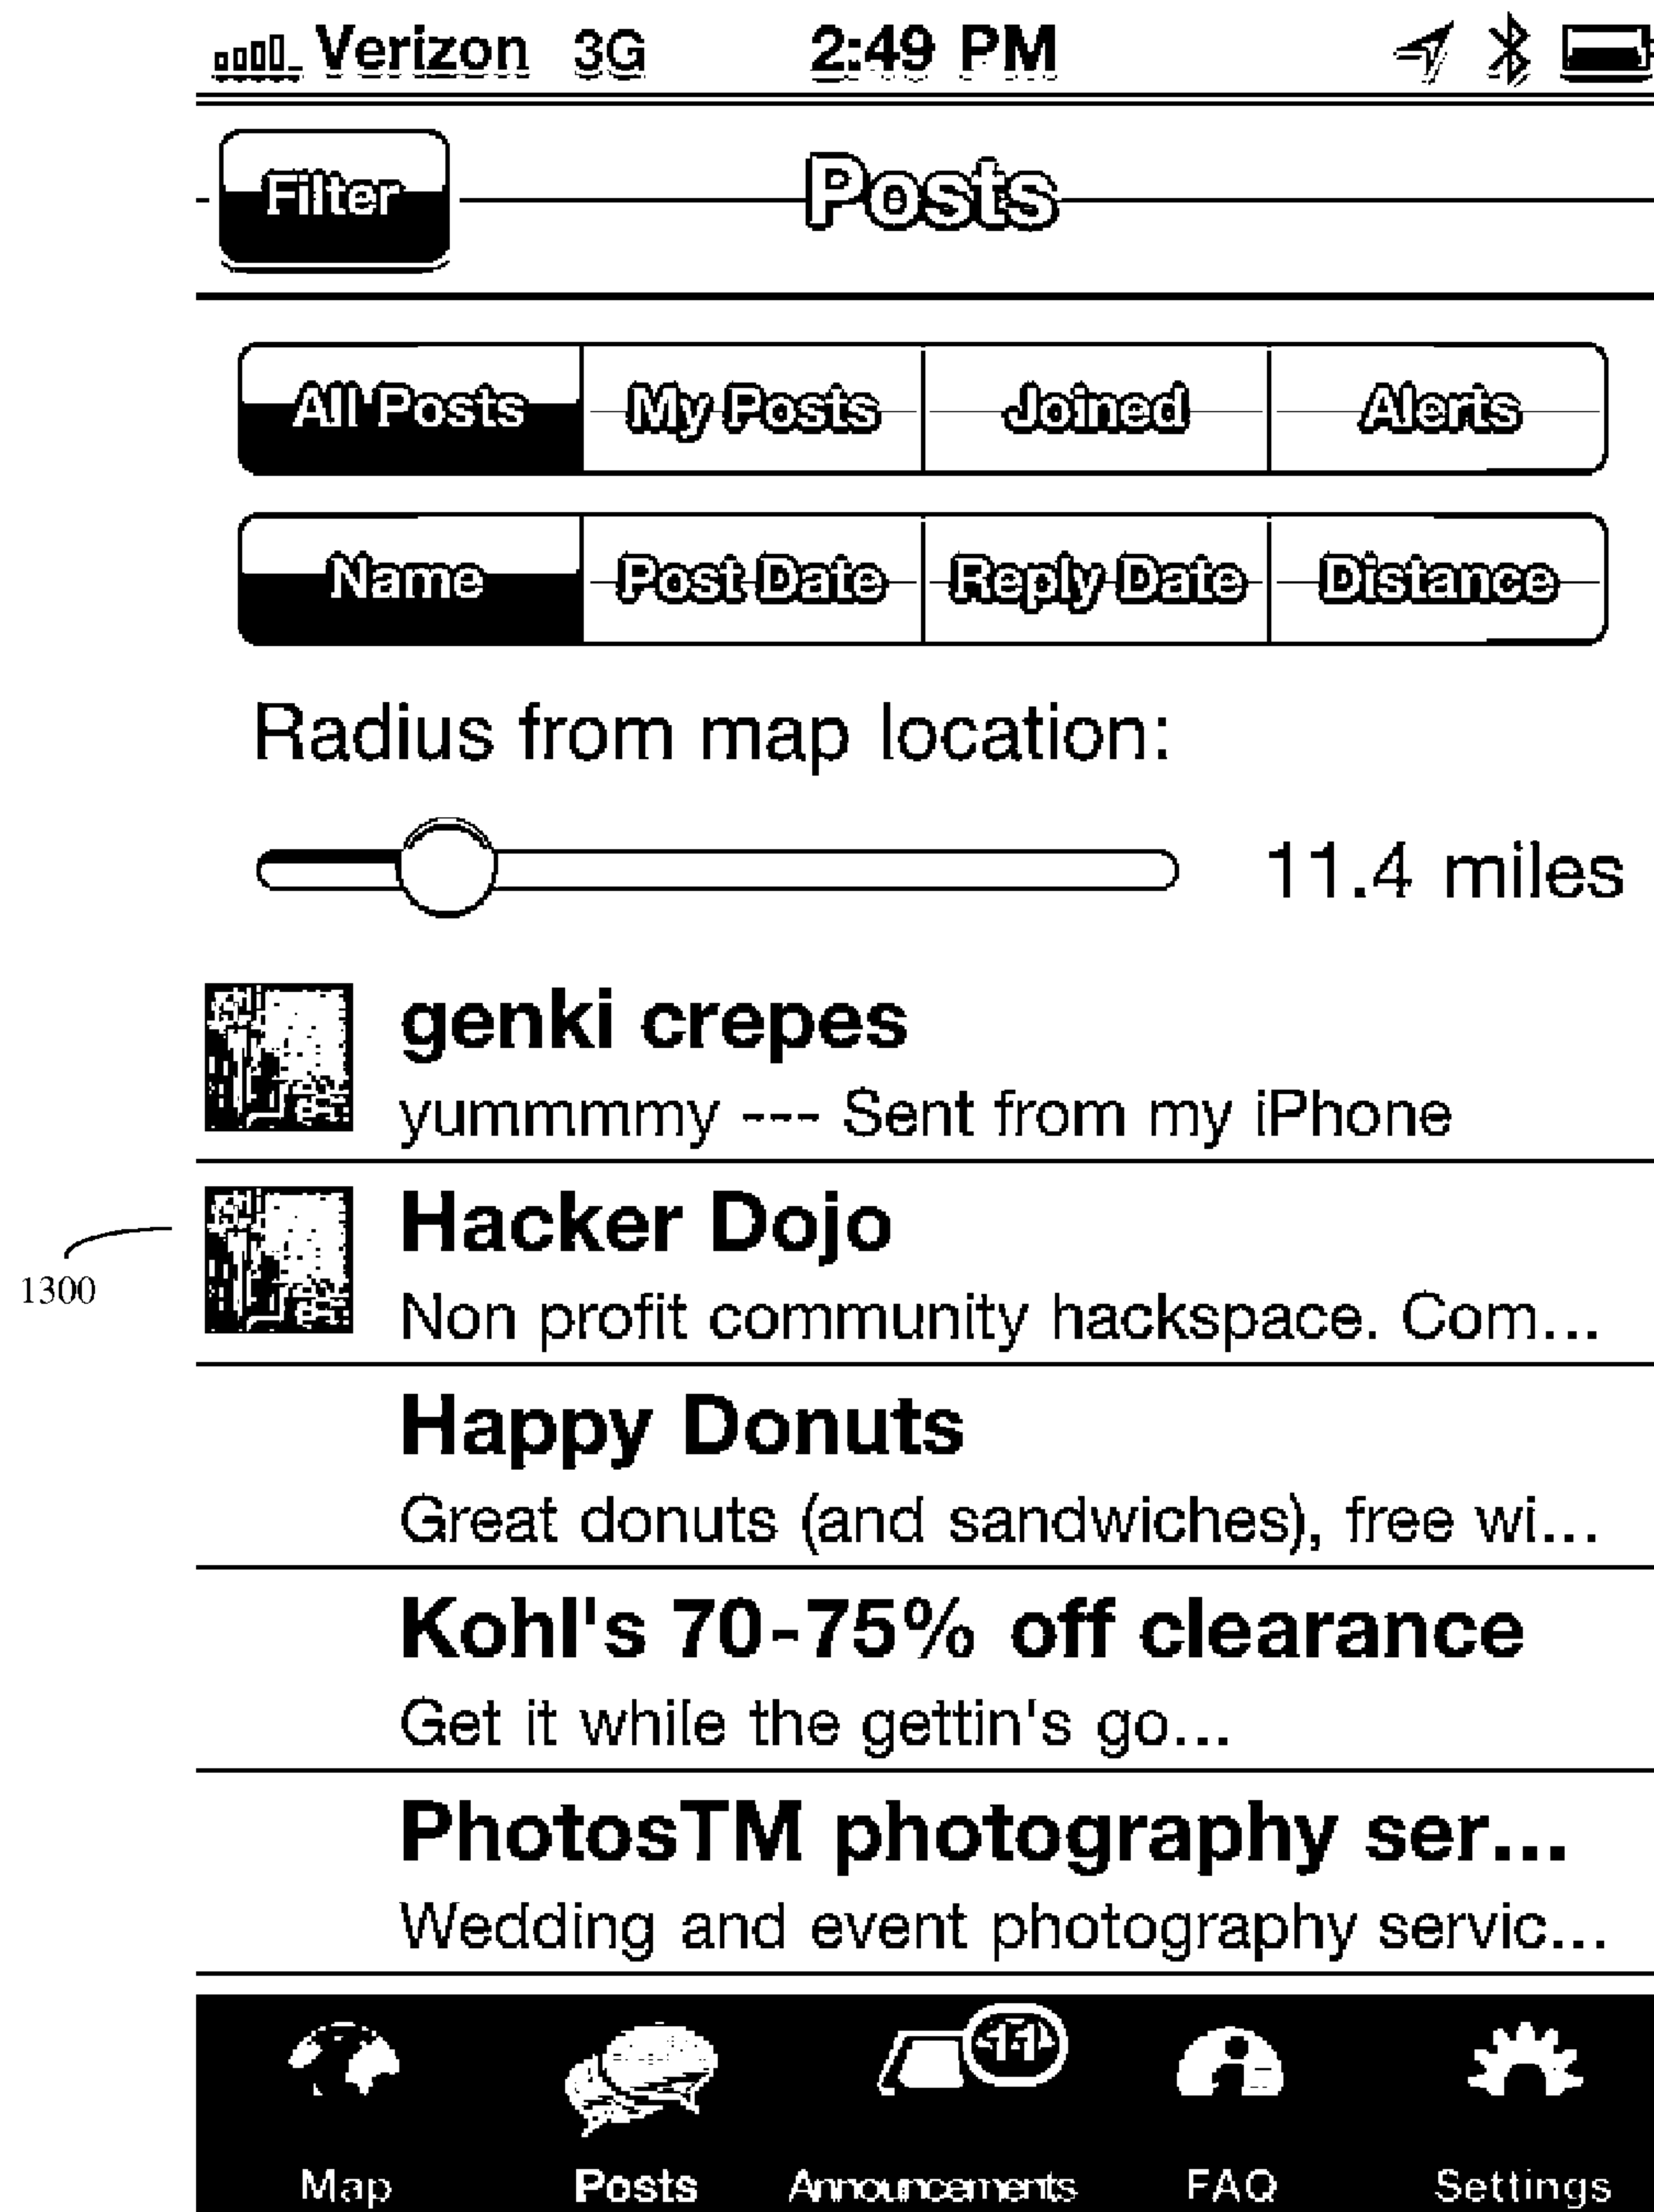 Verizon 3G 2:49 PM
Filter Posts
All Posts My Posts Joined Alerts
Name Post Date Reply Date Distance
Radius from map location:
11.4 miles
genki crepes
yummmmy --- Sent from my iPhone
1300
Hacker Dojo
Non profit community hackspace. Com...
Happy Donuts
Great donuts (and sandwiches), free wi...
Kohl's 70-75% off clearance
Get it while the gettin's go...
PhotosTM photography ser...
Wedding and event photography servic...
11
Map Posts Announcements FAQ Settings